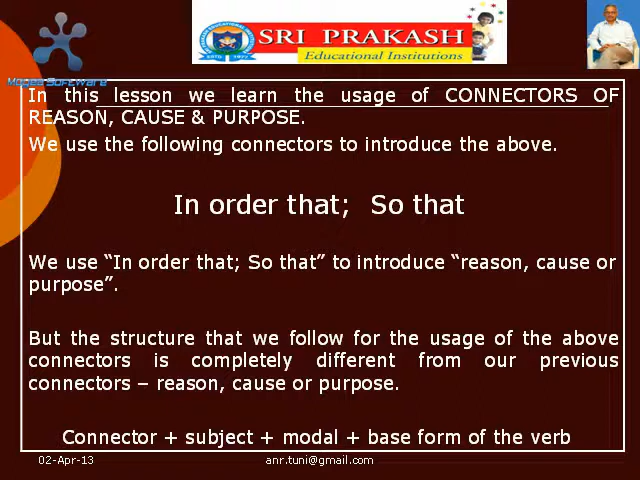 SRI PRAKASH
Educational Institutions
ESTD. 1977
Moges Software
In this lesson we learn the usage of CONNECTORS OF
REASON, CAUSE & PURPOSE.
We use the following connectors to introduce the above.
In order that; So that
We use “In order that; So that” to introduce “reason, cause or
purpose”.
But the structure that we follow for the usage of the above
connectors is completely different from our previous
connectors – reason, cause or purpose.
Connector + subject + modal + base form of the verb
02-Apr-13
anr.tuni@gmail.com